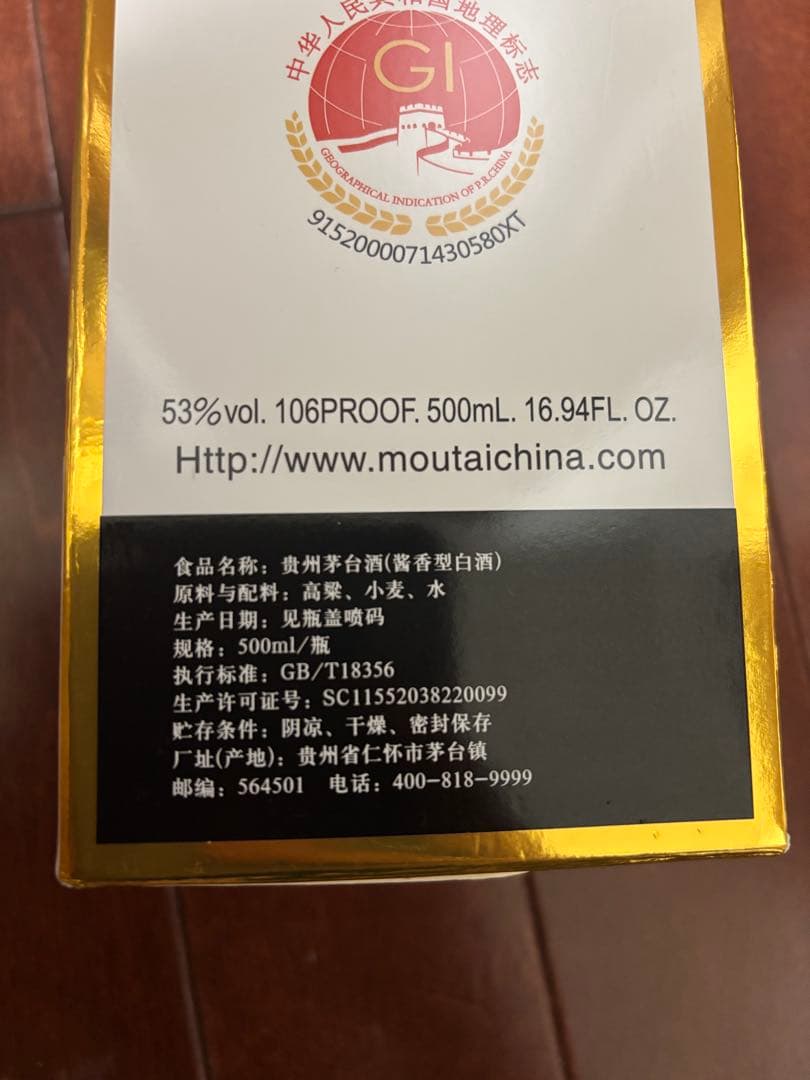 中华人民共和国地理标志
GI
GEOGRAPHICAL INDICATION OF P.R.CHINA
9152000071430580XT
53%vol. 106PROOF. 500mL. 16.94FL. OZ.
Http://www.moutaichina.com
食品名称：贵州茅台酒(酱香型白酒)
原料与配料：高粱、小麦、水
生产日期：见瓶盖喷码
规格：500ml/瓶
执行标准：GB/T18356
生产许可证号：SC11552038220099
贮存条件：阴凉、干燥、密封保存
厂址(产地)：贵州省仁怀市茅台镇
邮编：564501 电话：400-818-9999